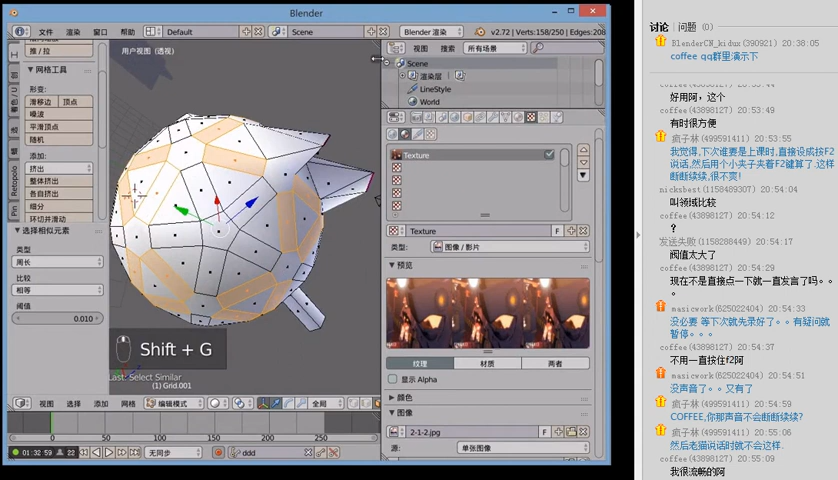 Blender
文件 渲染 窗口 帮助 Default Scene Blender 渲染 v2.72 | Verts:158/250 | Edges:208
推 / 拉
网格工具
形变:
滑移边 顶点
噪波
平滑顶点
随机
添加:
挤出
整体挤出
各自挤出
细分
环切并滑动
Retopolo
Pin
选择相似元素
类型
周长
比较
相等
阈值
0.010
用户视图 (透视)
Shift + G
Last: Select Similar
(1) Grid.001
视图 选择 添加 网格 编辑模式 全局
0 50 100 150 200 250
01:32:59 22 无同步 ddd
视图 搜索 所有场景
Scene
渲染层
LineStyle
World
Texture
Texture F
类型: 图像 / 影片
预览
纹理 材质 两者
显示 Alpha
颜色
图像
2-1-2.jpg F
源: 单张图像
讨论 | 问题 (0)
BlenderCN_kidux(390921) 20:38:05
coffee qq群里演示下
coffee(43898127) 20:53:44
好用阿，这个
coffee(43898127) 20:53:49
有时很方便
疯子林(499591411) 20:53:55
我觉得,下次谁要是上课时,直接设成按F2
说话,然后用个小夹子夹着F2键算了.这样
断断续续,很不爽!
nicksbest(1158489307) 20:54:04
叫领域比较
coffee(43898127) 20:54:12
?
发送失败(1158288449) 20:54:17
阀值太大了
coffee(43898127) 20:54:29
现在不是直接点一下就一直发言了吗。。
。
masicwork(625022404) 20:54:33
没必要 等下次就先录好了。。有疑问就
暂停。。。
coffee(43898127) 20:54:37
不用一直按住f2阿
masicwork(625022404) 20:54:51
没声音了。。又有了
疯子林(499591411) 20:54:59
COFFEE,你那声音不会断断续续?
疯子林(499591411) 20:55:06
然后老猫说话时就不会这样.
coffee(43898127) 20:55:09
我很流畅的阿